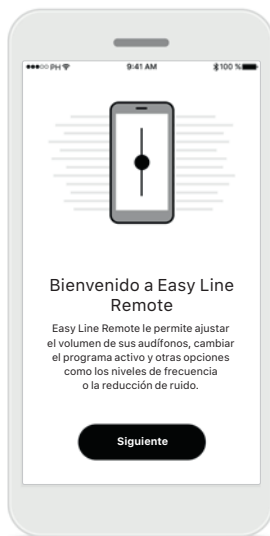 ●●●○○ PH 9:41 AM 100 %
Bienvenido a Easy Line
Remote
Easy Line Remote le permite ajustar
el volumen de sus audífonos, cambiar
el programa activo y otras opciones
como los niveles de frecuencia
o la reducción de ruido.
Siguiente